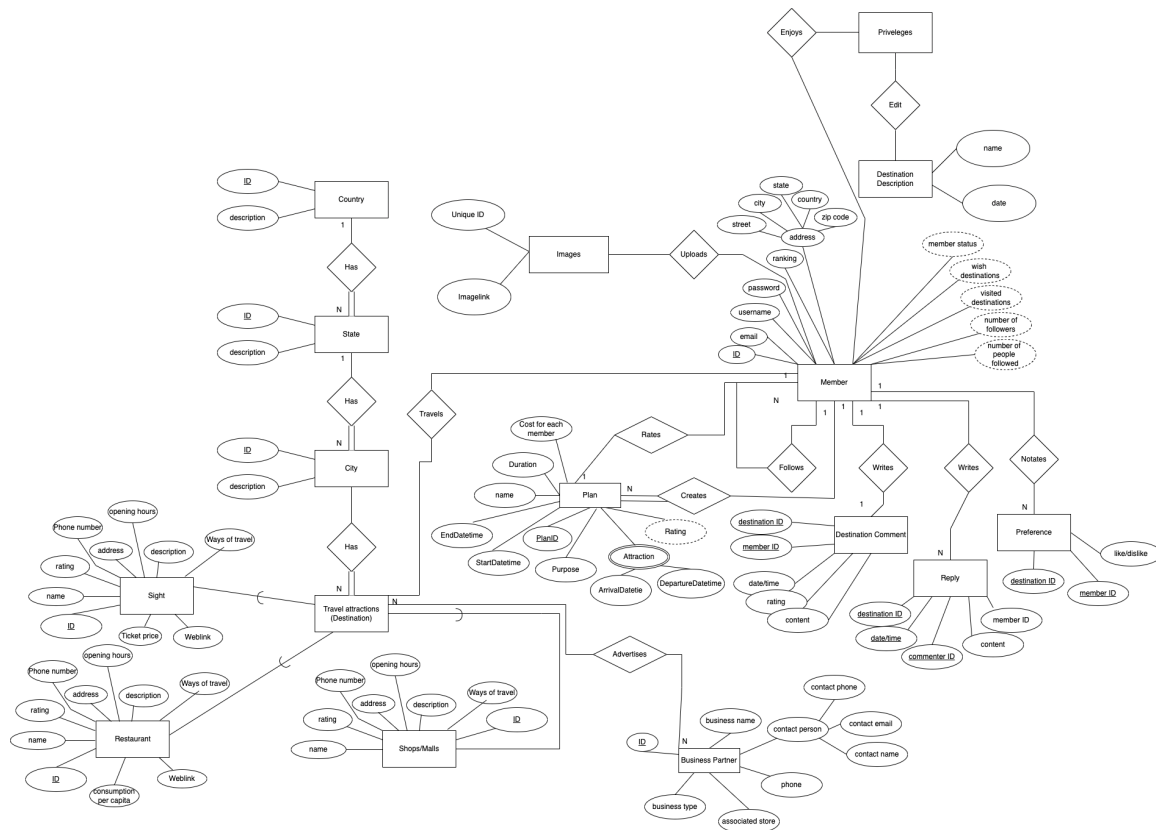 Enjoys
Priveleges
Edit
name
Destination
Description
date
state
country
city
zip code
street
address
ranking
password
username
email
ID
member status
wish
destinations
visited
destinations
number of
followers
number of
people
followed
Member
1
N
1
1
1
1
1
Unique ID
Images
Uploads
Imagelink
ID
Country
description
1
Has
N
ID
State
description
1
Has
N
ID
City
description
Has
N
Travels
N
Travel attractions
(Destination)
Cost for each
member
Rates
Duration
1
name
Plan
N
Creates
EndDatetime
PlanID
Rating
StartDatetime
Purpose
Attraction
ArrivalDatetie
DepartureDatetime
Follows
Writes
Writes
Notates
1
N
N
destination ID
Destination Comment
member ID
date/time
rating
content
Preference
like/dislike
destination ID
member ID
Reply
destination ID
member ID
date/time
content
commenter ID
opening hours
Phone number
Ways of travel
address
description
rating
name
Sight
ID
Ticket price
Weblink
opening hours
Phone number
Ways of travel
address
description
rating
name
Restaurant
ID
Weblink
consumption
per capita
opening hours
Phone number
Ways of travel
address
description
rating
ID
name
Shops/Malls
Advertises
N
business name
ID
Business Partner
business type
associated store
phone
contact person
contact phone
contact email
contact name